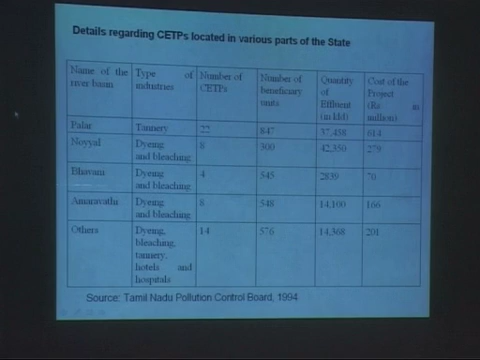 Details regarding CETPs located in various parts of the State
Name of the river basin Type of industries Number of CETPs Number of beneficiary units Quantity of Effluent (in kld) Cost of the Project (Rs in million)
Palar Tannery 22 847 37,458 614
Noyyal Dyeing and bleaching 8 300 42,350 279
Bhavani Dyeing and bleaching 4 545 2839 70
Amaravathi Dyeing and bleaching 8 548 14,100 166
Others Dyeing, bleaching, tannery, hotels and hospitals 14 576 14,368 201
Source: Tamil Nadu Pollution Control Board, 1994